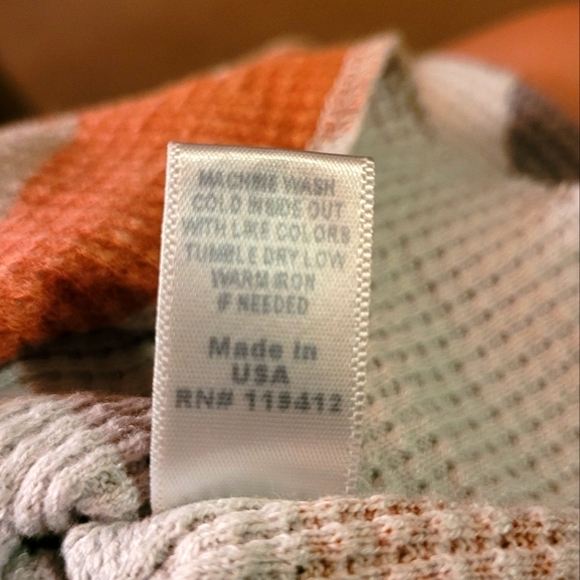 MACHINE WASH
COLD INSIDE OUT
WITH LIKE COLORS
TUMBLE DRY LOW
WARM IRON
IF NEEDED
Made in
USA
RN# 119412